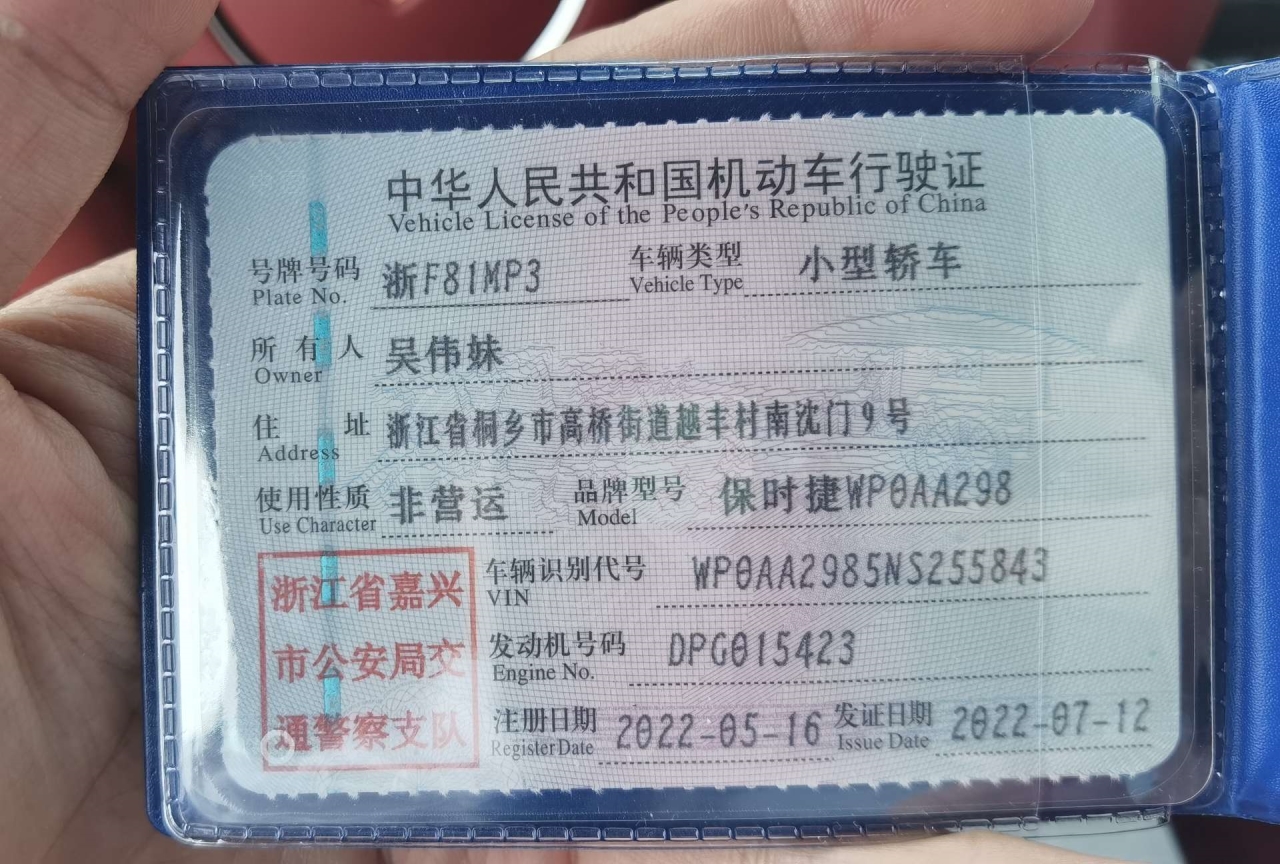 中华人民共和国机动车行驶证
Vehicle License of the People's Republic of China
号牌号码 浙F81MP3 车辆类型 小型轿车
Plate No. Vehicle Type
所有人 吴伟妹
Owner
住址 浙江省桐乡市高桥街道越丰村南沈门9号
Address
使用性质 非营运 品牌型号 保时捷WP0AA298
Use Character Model
浙江省嘉兴
市公安局交
通警察支队
车辆识别代号 WP0AA2985NS255843
VIN
发动机号码 DPG015423
Engine No.
注册日期 2022-05-16 发证日期 2022-07-12
Register Date Issue Date